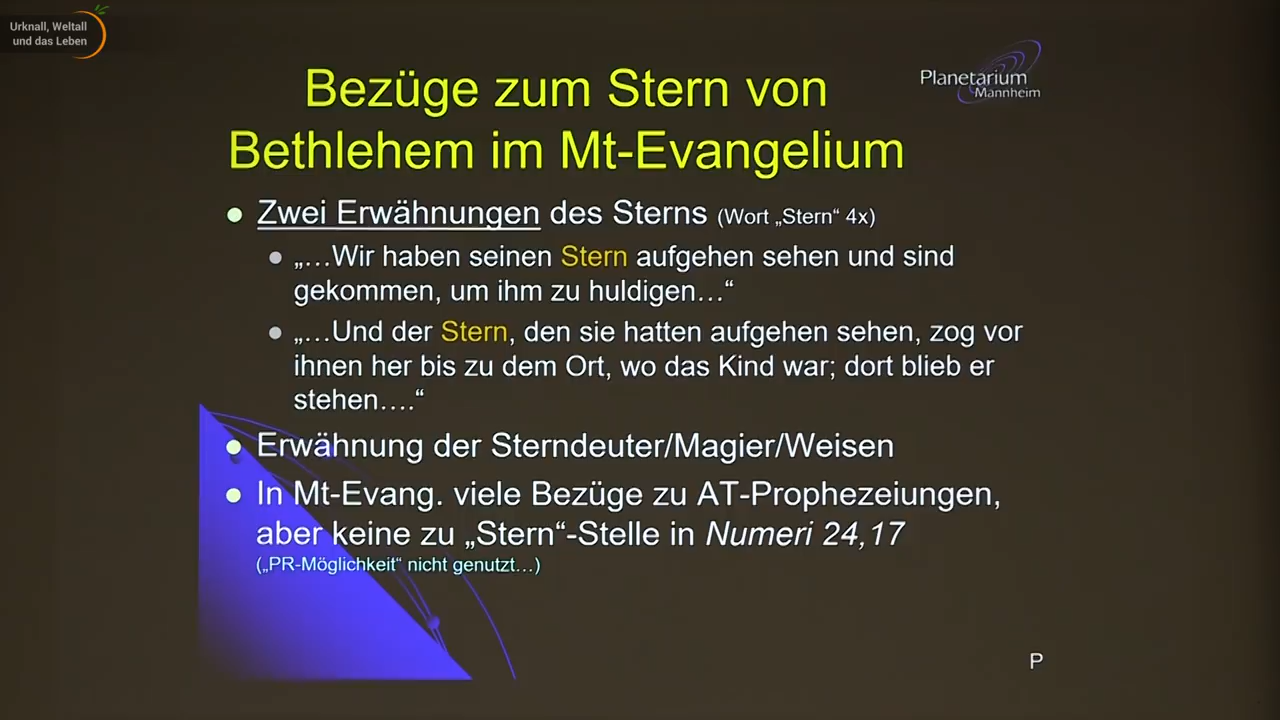 Urknall, Weltall
und das Leben
Planetarium
Mannheim
Bezüge zum Stern von
Bethlehem im Mt-Evangelium
Zwei Erwähnungen des Sterns (Wort „Stern“ 4x)
„…Wir haben seinen Stern aufgehen sehen und sind
gekommen, um ihm zu huldigen…“
„…Und der Stern, den sie hatten aufgehen sehen, zog vor
ihnen her bis zu dem Ort, wo das Kind war; dort blieb er
stehen….“
Erwähnung der Sterndeuter/Magier/Weisen
In Mt-Evang. viele Bezüge zu AT-Prophezeiungen,
aber keine zu „Stern“-Stelle in Numeri 24,17
(„PR-Möglichkeit“ nicht genutzt…)
P